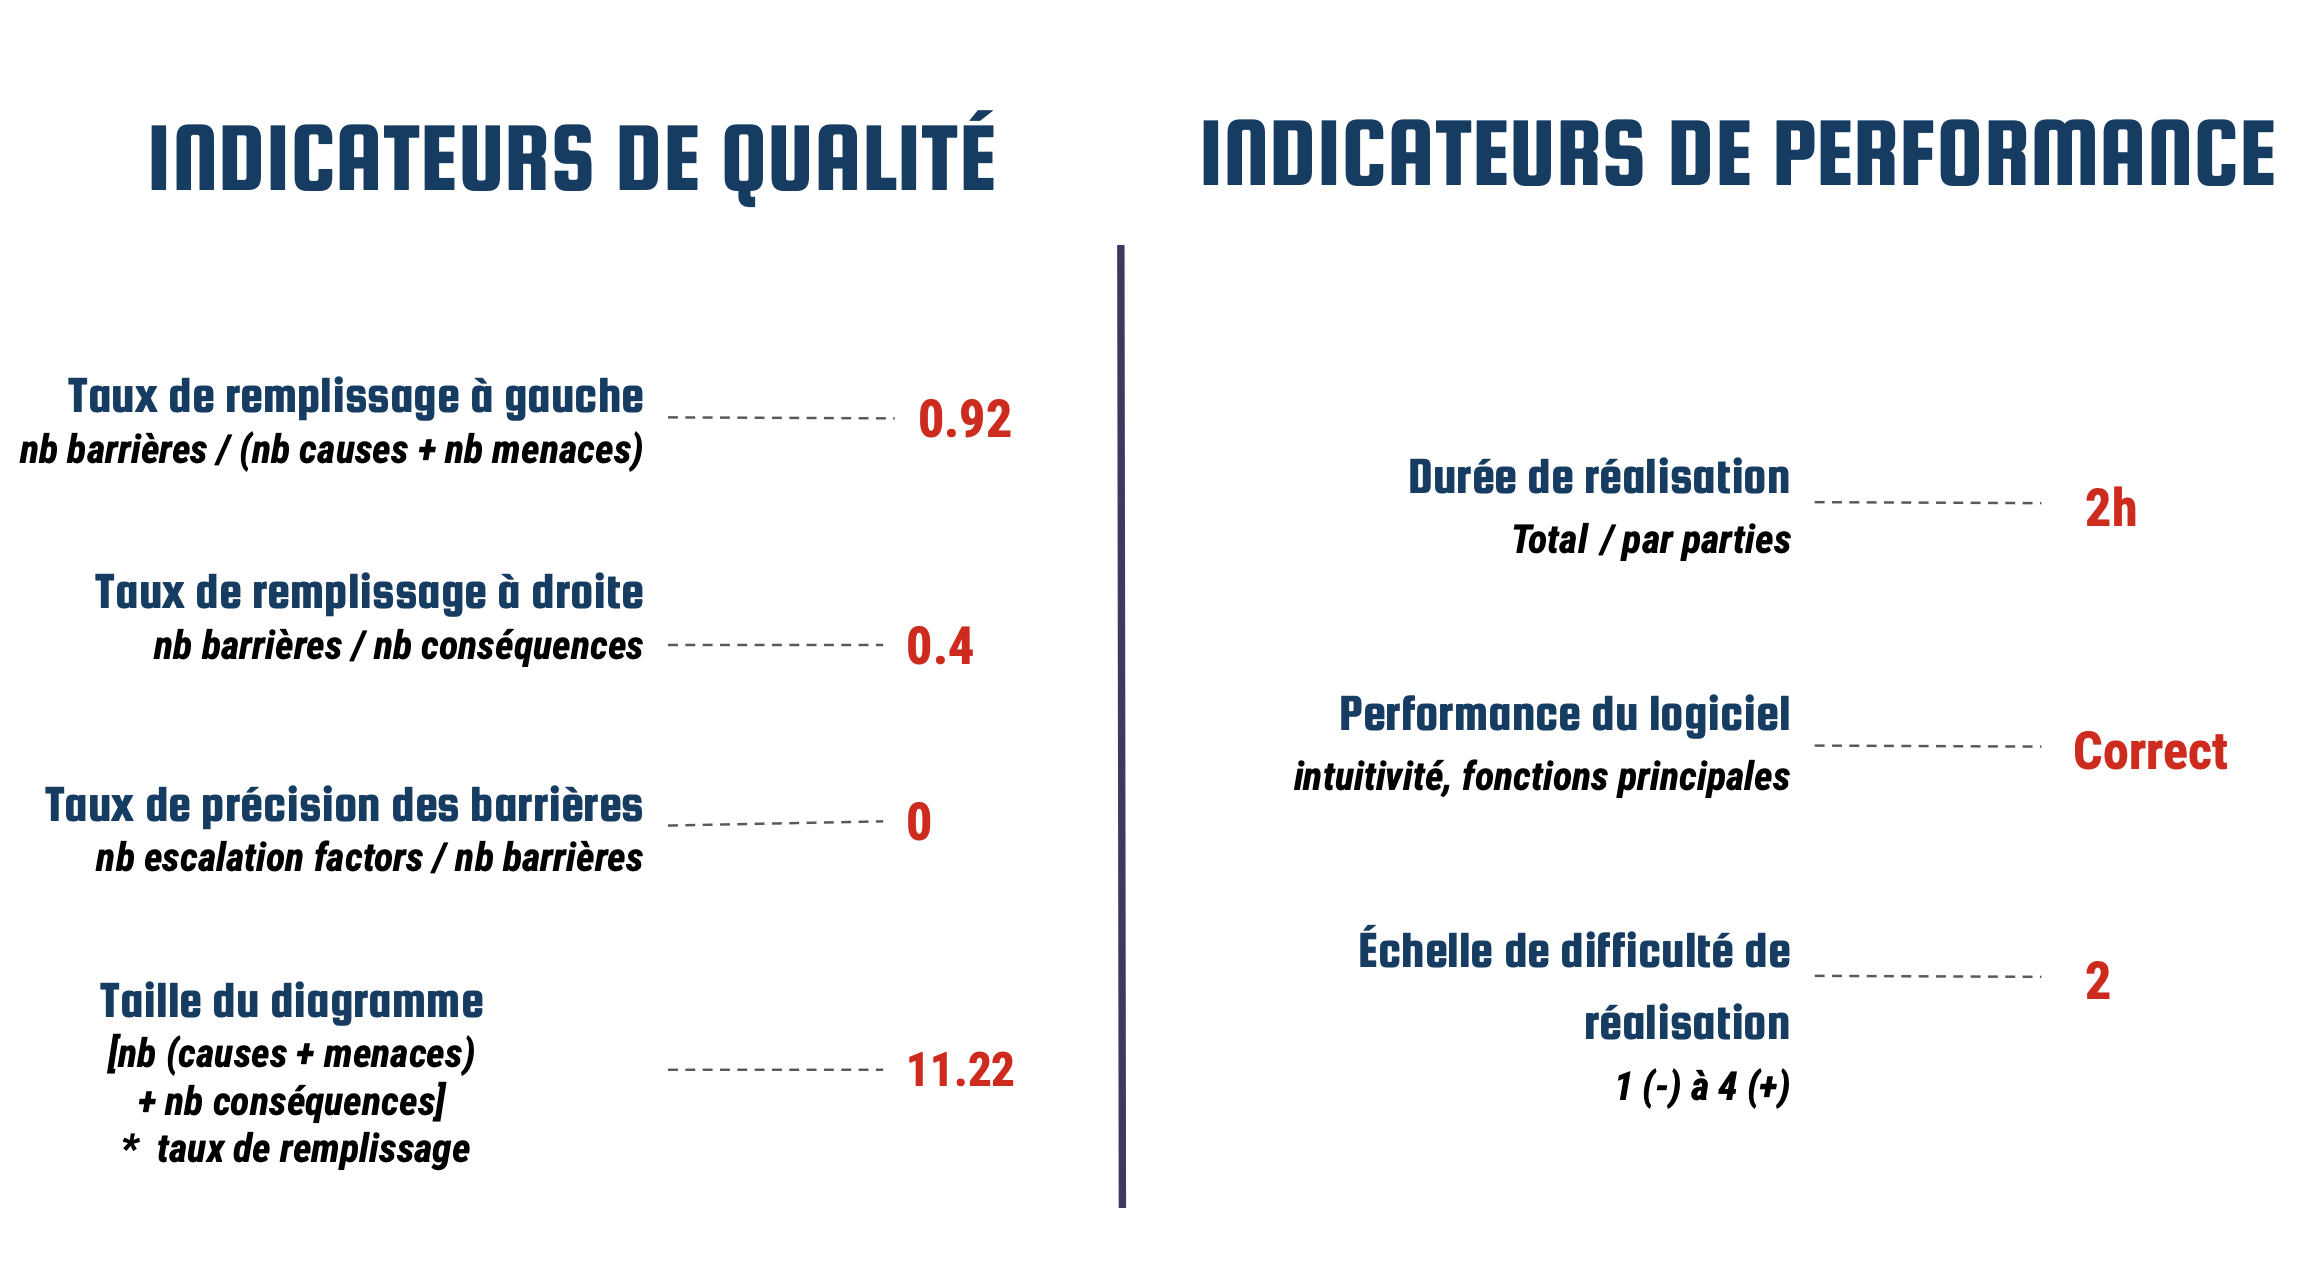 INDICATEURS DE QUALITÉ
Taux de remplissage à gauche
nb barrières / (nb causes + nb menaces)
0.92
Taux de remplissage à droite
nb barrières / nb conséquences
0.4
Taux de précision des barrières
nb escalation factors / nb barrières
0
Taille du diagramme
[nb (causes + menaces)
+ nb conséquences]
* taux de remplissage
11.22
INDICATEURS DE PERFORMANCE
Durée de réalisation
Total / par parties
2h
Performance du logiciel
intuitivité, fonctions principales
Correct
Échelle de difficulté de
réalisation
1 (-) à 4 (+)
2